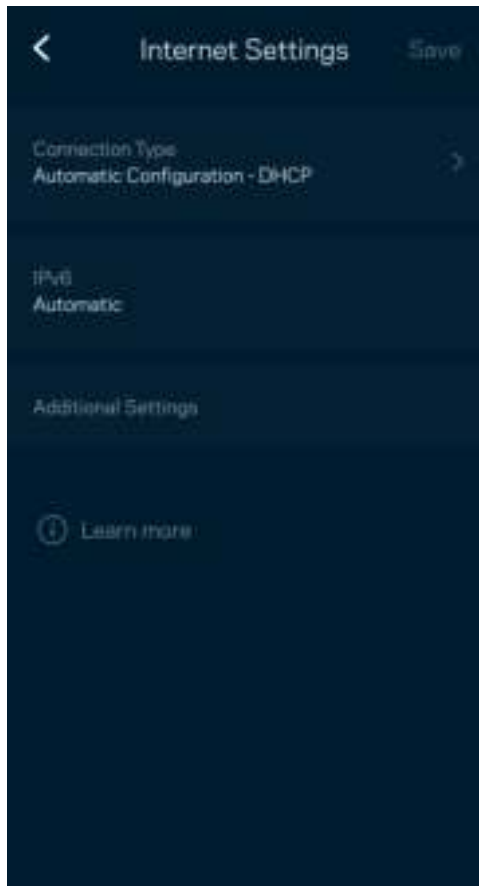 Internet Settings
Save
Connection Type
Automatic Configuration - DHCP
IPv6
Automatic
Additional Settings
Learn more